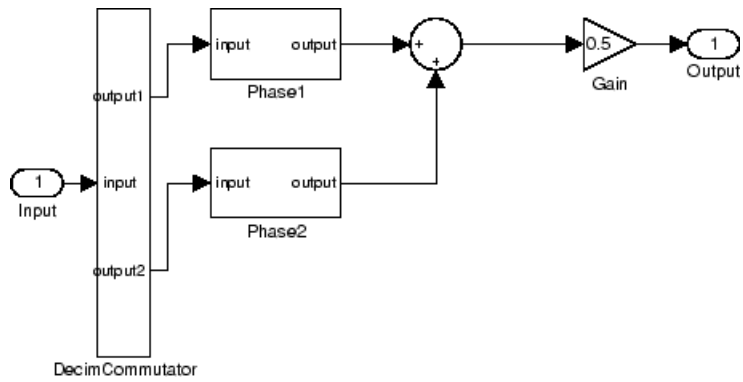 input output
Phase1
+
+
0.5
Gain
1
Output
output1
input
output2
1
Input
input output
Phase2
DecimCommutator